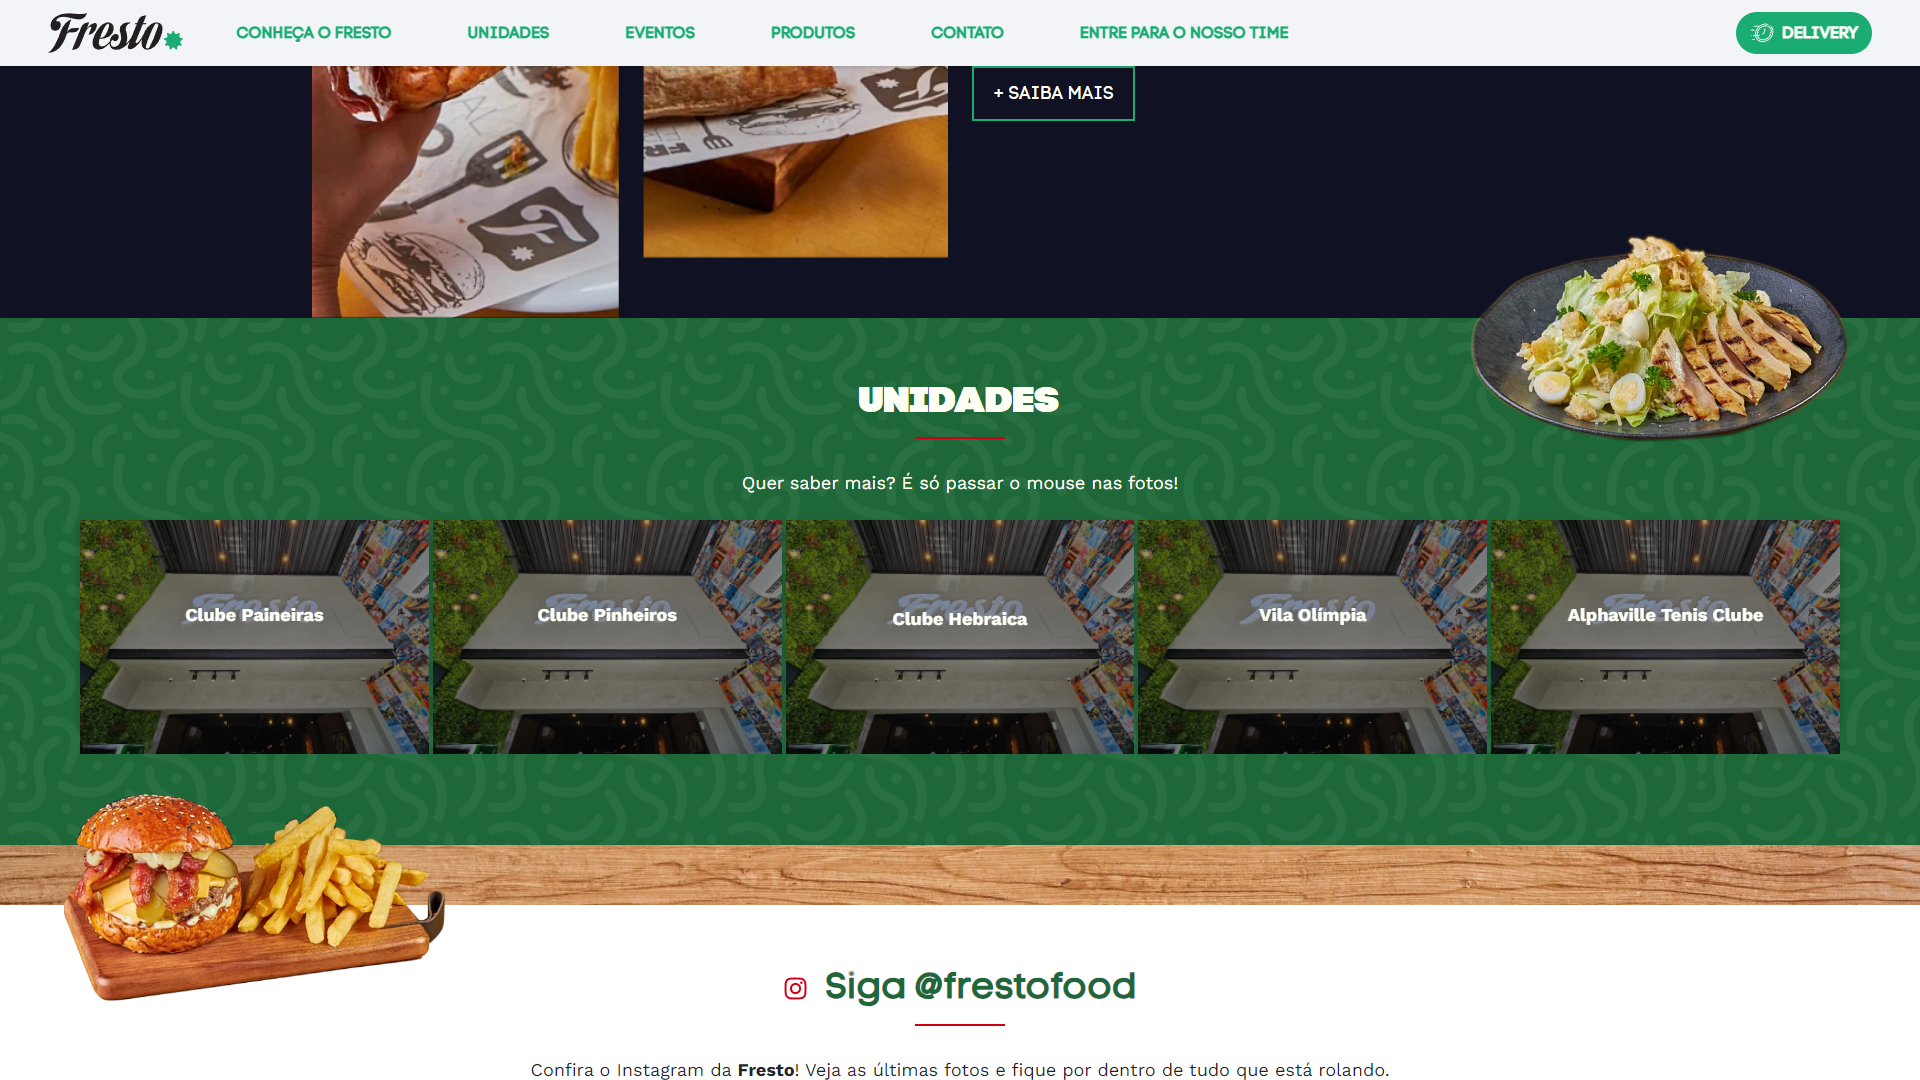 Fresto
CONHEÇA O FRESTO
UNIDADES
EVENTOS
PRODUTOS
CONTATO
ENTRE PARA O NOSSO TIME
DELIVERY
+ SAIBA MAIS
UNIDADES
Quer saber mais? É só passar o mouse nas fotos!
Clube Paineiras
Clube Pinheiros
Clube Hebraica
Vila Olímpia
Alphaville Tenis Clube
Siga @frestofood
Confira o Instagram da Fresto! Veja as últimas fotos e fique por dentro de tudo que está rolando.